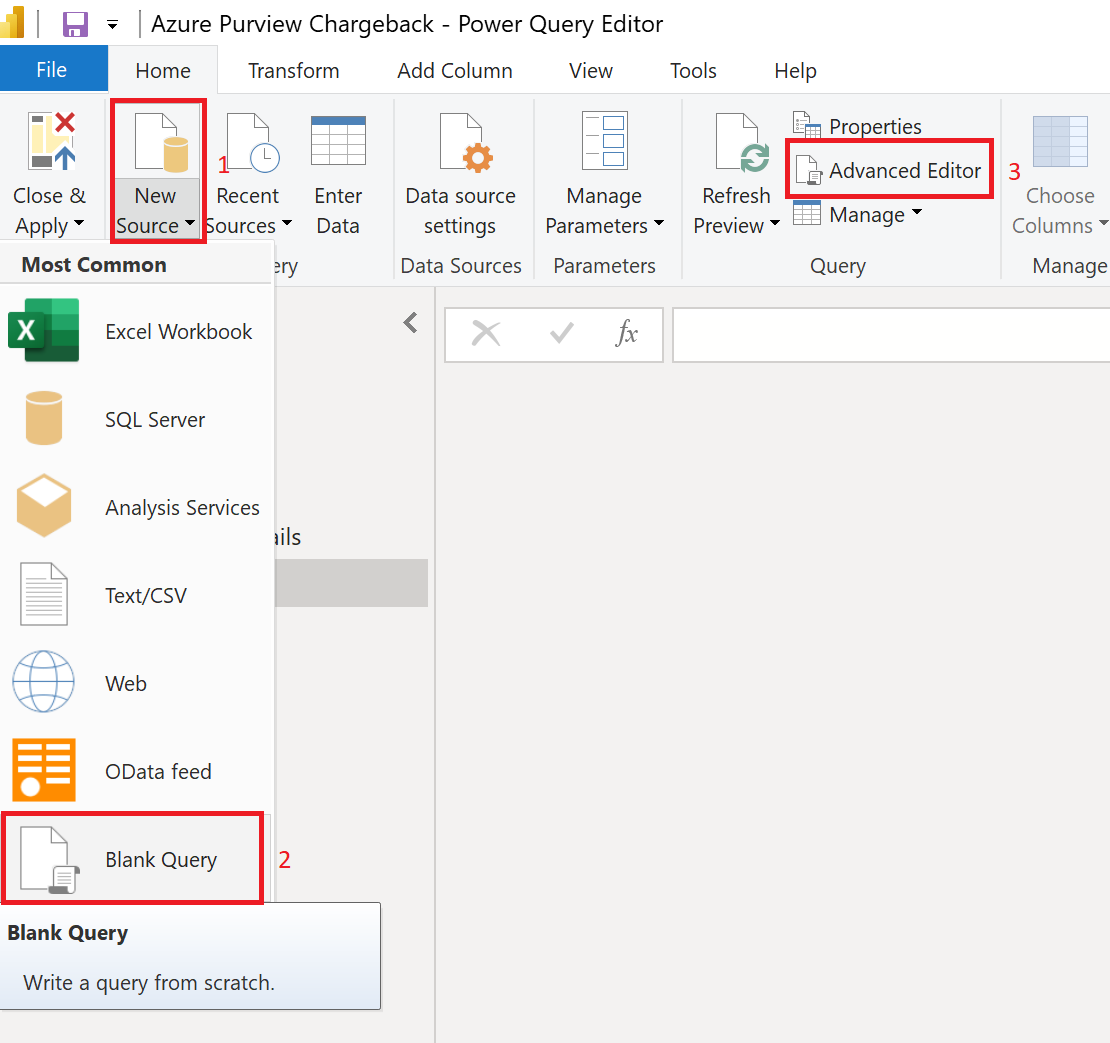 Azure Purview Chargeback - Power Query Editor
File Home Transform Add Column View Tools Help
Close & Apply
New Source
1
Recent Sources
Enter Data
Data source settings
Manage Parameters
Refresh Preview
Properties
Advanced Editor
Manage
3
Choose Columns
ery
Data Sources
Parameters
Query
Manage
Most Common
Excel Workbook
SQL Server
Analysis Services
ails
Text/CSV
Web
OData feed
Blank Query
2
Blank Query
Write a query from scratch.
fx
X